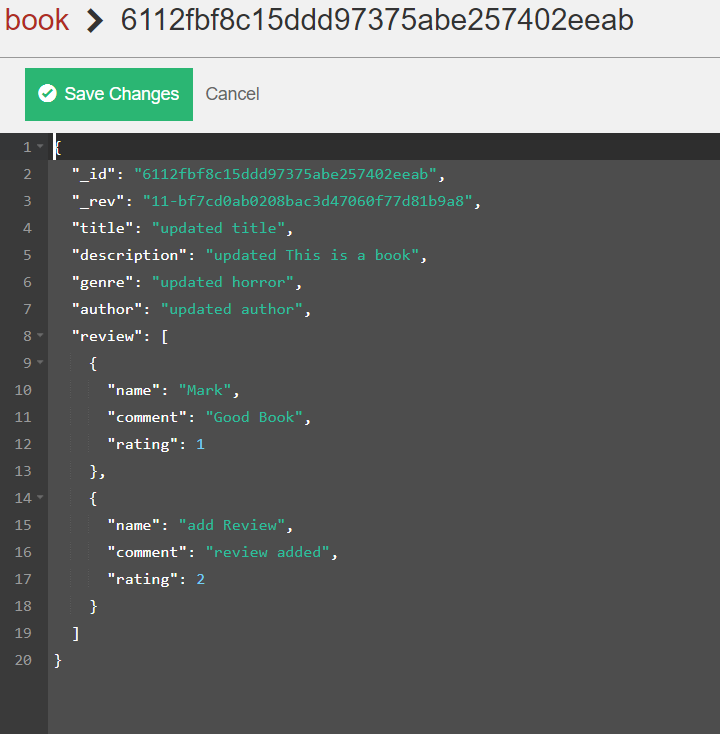 book > 6112fbf8c15ddd97375abe257402eeab
Save Changes Cancel
1 {
2 "_id": "6112fbf8c15ddd97375abe257402eeab",
3 "_rev": "11-bf7cd0ab0208bac3d47060f77d81b9a8",
4 "title": "updated title",
5 "description": "updated This is a book",
6 "genre": "updated horror",
7 "author": "updated author",
8 "review": [
9 {
10 "name": "Mark",
11 "comment": "Good Book",
12 "rating": 1
13 },
14 {
15 "name": "add Review",
16 "comment": "review added",
17 "rating": 2
18 }
19 ]
20 }